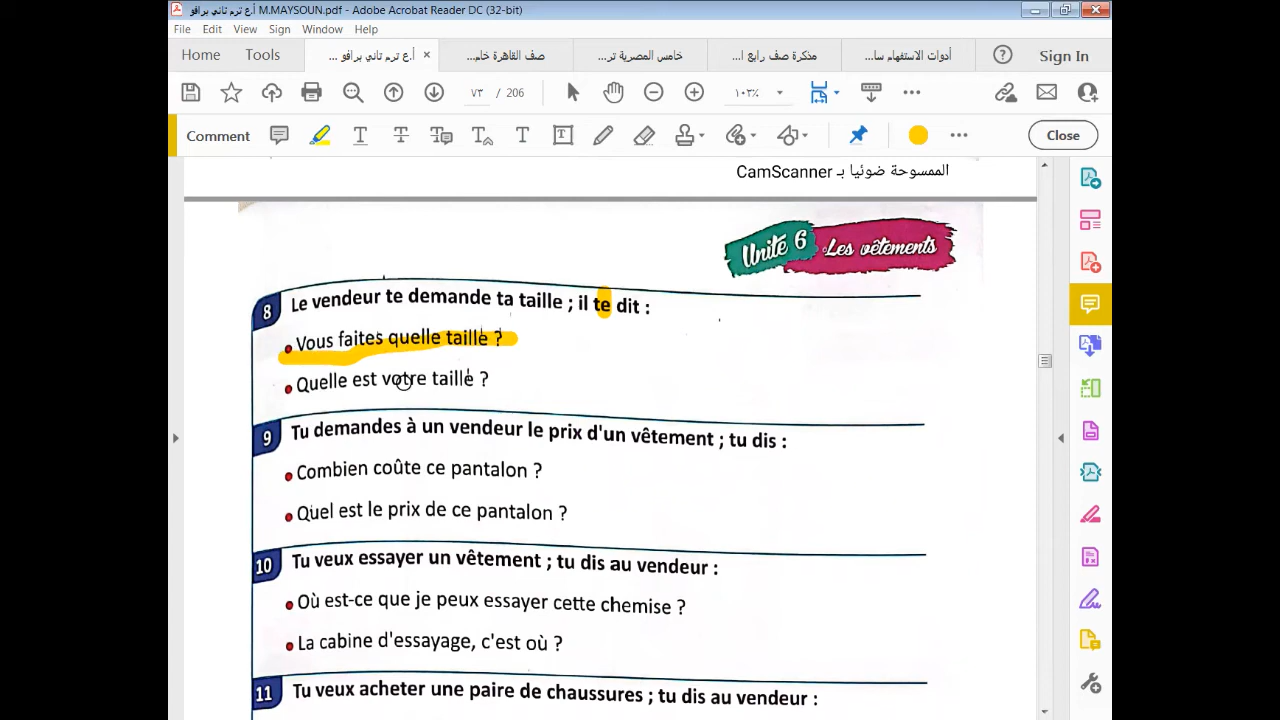 أ.ع ترم تاني برافو M.MAYSOUN.pdf - Adobe Acrobat Reader DC (32-bit)
File Edit View Sign Window Help
Home Tools أ.ع ترم تاني برافو ... × صف القاهرة خام... خامس المصرية تر... مذكرة صف رابع ا... أدوات الاستفهام سا... Sign In
٧٣ / 206 ١٠٣٪
Comment Close
الممسوحة ضوئيا بـ CamScanner
Unité 6 Les vêtements
8 Le vendeur te demande ta taille ; il te dit :
• Vous faites quelle taille ?
• Quelle est votre taille ?
9 Tu demandes à un vendeur le prix d'un vêtement ; tu dis :
• Combien coûte ce pantalon ?
• Quel est le prix de ce pantalon ?
10 Tu veux essayer un vêtement ; tu dis au vendeur :
• Où est-ce que je peux essayer cette chemise ?
• La cabine d'essayage, c'est où ?
11 Tu veux acheter une paire de chaussures ; tu dis au vendeur :